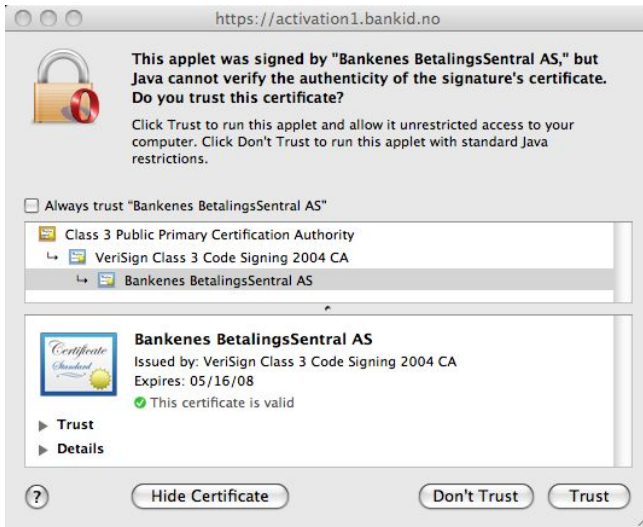 https://activation1.bankid.no
This applet was signed by "Bankenes BetalingsSentral AS," but
Java cannot verify the authenticity of the signature's certificate.
Do you trust this certificate?
Click Trust to run this applet and allow it unrestricted access to your
computer. Click Don't Trust to run this applet with standard Java
restrictions.
Always trust "Bankenes BetalingsSentral AS"
Class 3 Public Primary Certification Authority
VeriSign Class 3 Code Signing 2004 CA
Bankenes BetalingsSentral AS
Certificate
Standard
Bankenes BetalingsSentral AS
Issued by: VeriSign Class 3 Code Signing 2004 CA
Expires: 05/16/08
This certificate is valid
Trust
Details
? Hide Certificate Don't Trust Trust